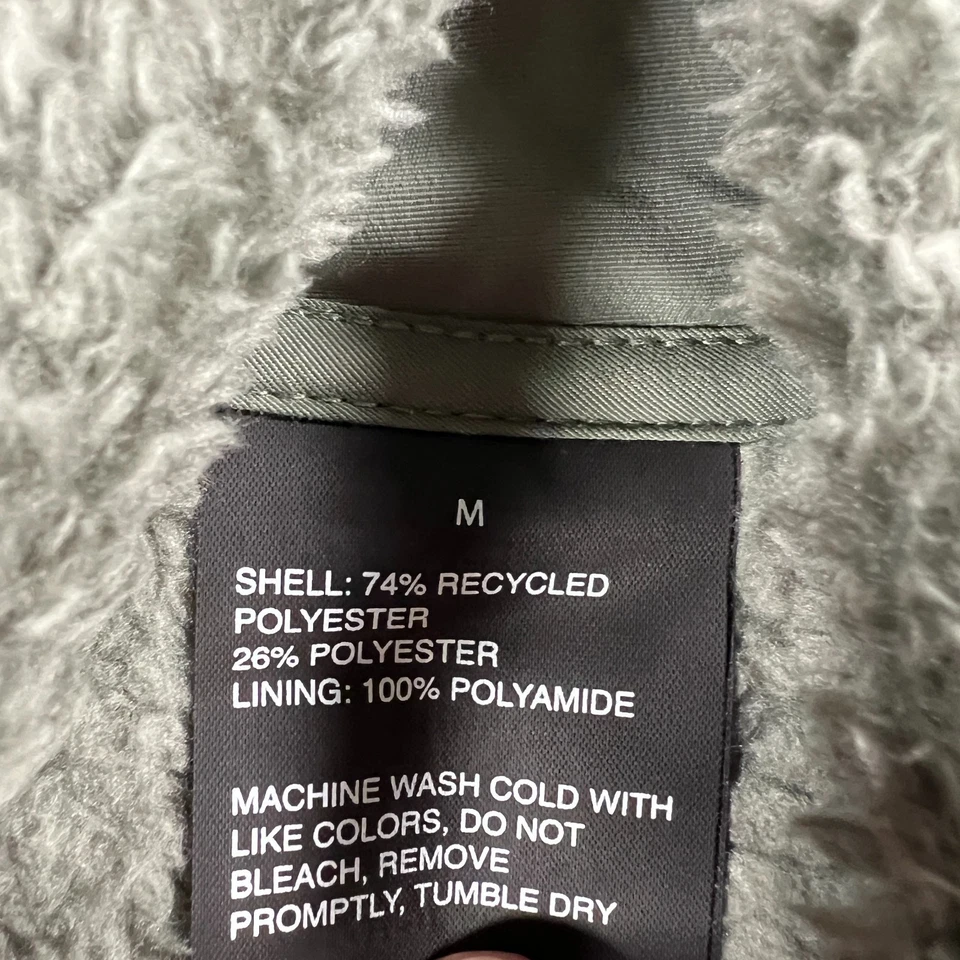 M
SHELL: 74% RECYCLED
POLYESTER
26% POLYESTER
LINING: 100% POLYAMIDE
MACHINE WASH COLD WITH
LIKE COLORS, DO NOT
BLEACH, REMOVE
PROMPTLY, TUMBLE DRY